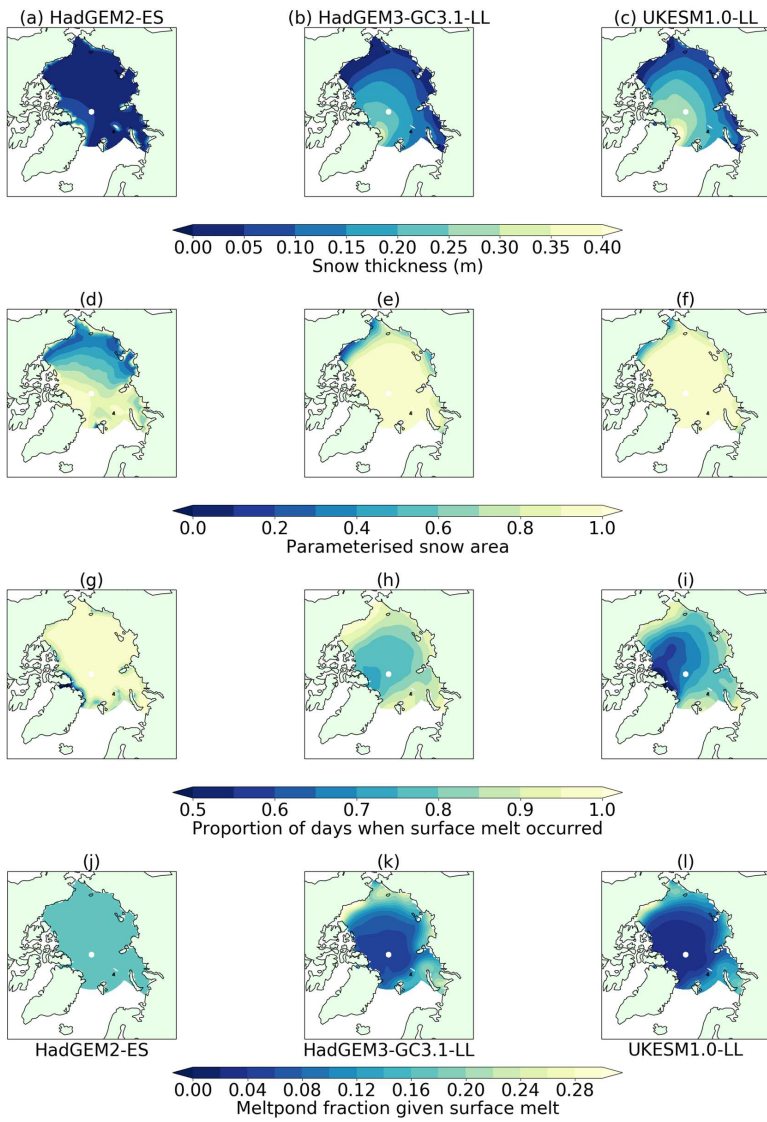 (a) HadGEM2-ES (b) HadGEM3-GC3.1-LL (c) UKESM1.0-LL
0.00 0.05 0.10 0.15 0.20 0.25 0.30 0.35 0.40
Snow thickness (m)
(d) (e) (f)
0.0 0.2 0.4 0.6 0.8 1.0
Parameterised snow area
(g) (h) (i)
0.5 0.6 0.7 0.8 0.9 1.0
Proportion of days when surface melt occurred
(j) (k) (l)
HadGEM2-ES HadGEM3-GC3.1-LL UKESM1.0-LL
0.00 0.04 0.08 0.12 0.16 0.20 0.24 0.28
Meltpond fraction given surface melt